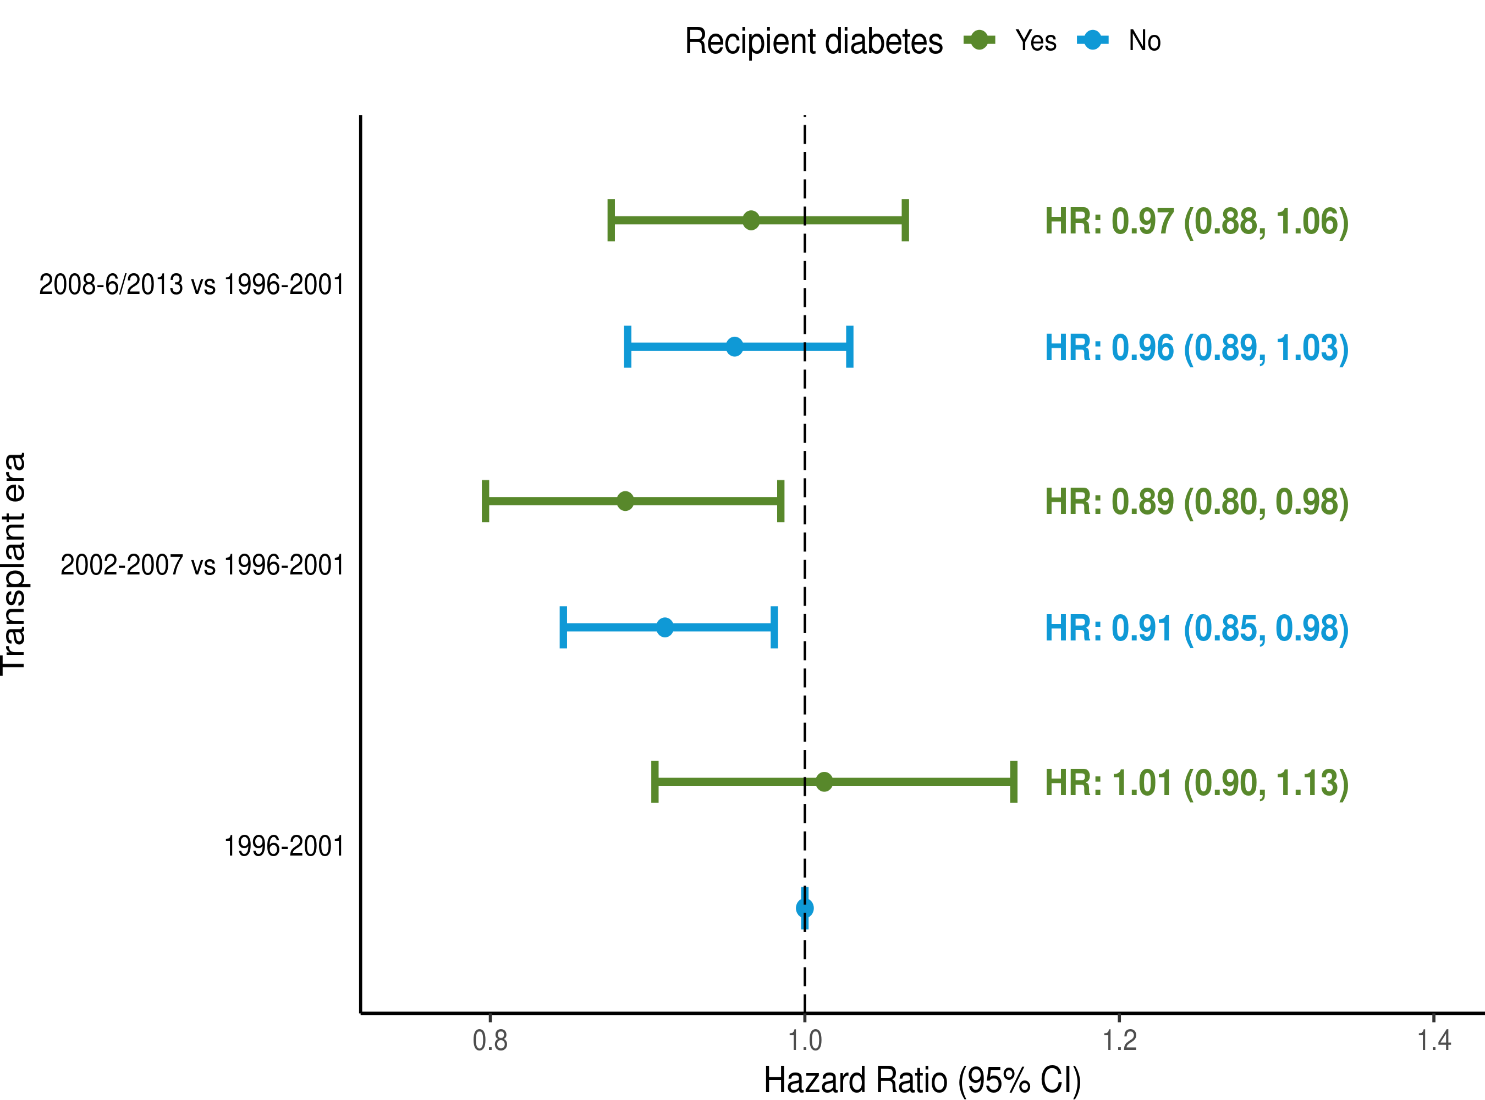 Recipient diabetes Yes No
HR: 0.97 (0.88, 1.06)
2008-6/2013 vs 1996-2001
HR: 0.96 (0.89, 1.03)
HR: 0.89 (0.80, 0.98)
2002-2007 vs 1996-2001
HR: 0.91 (0.85, 0.98)
HR: 1.01 (0.90, 1.13)
1996-2001
Transplant era
0.8 1.0 1.2 1.4
Hazard Ratio (95% CI)